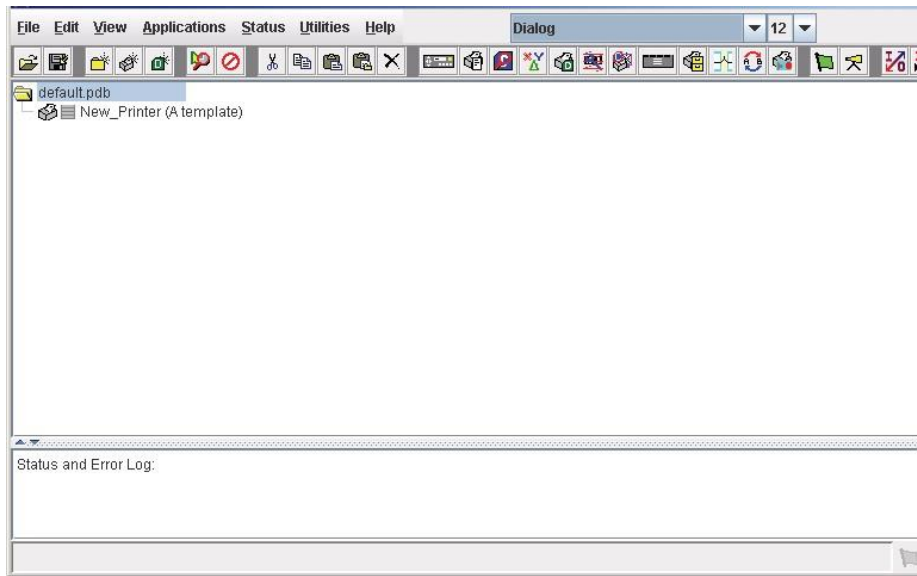 File Edit View Applications Status Utilities Help Dialog 12
default.pdb
New_Printer (A template)
Status and Error Log: